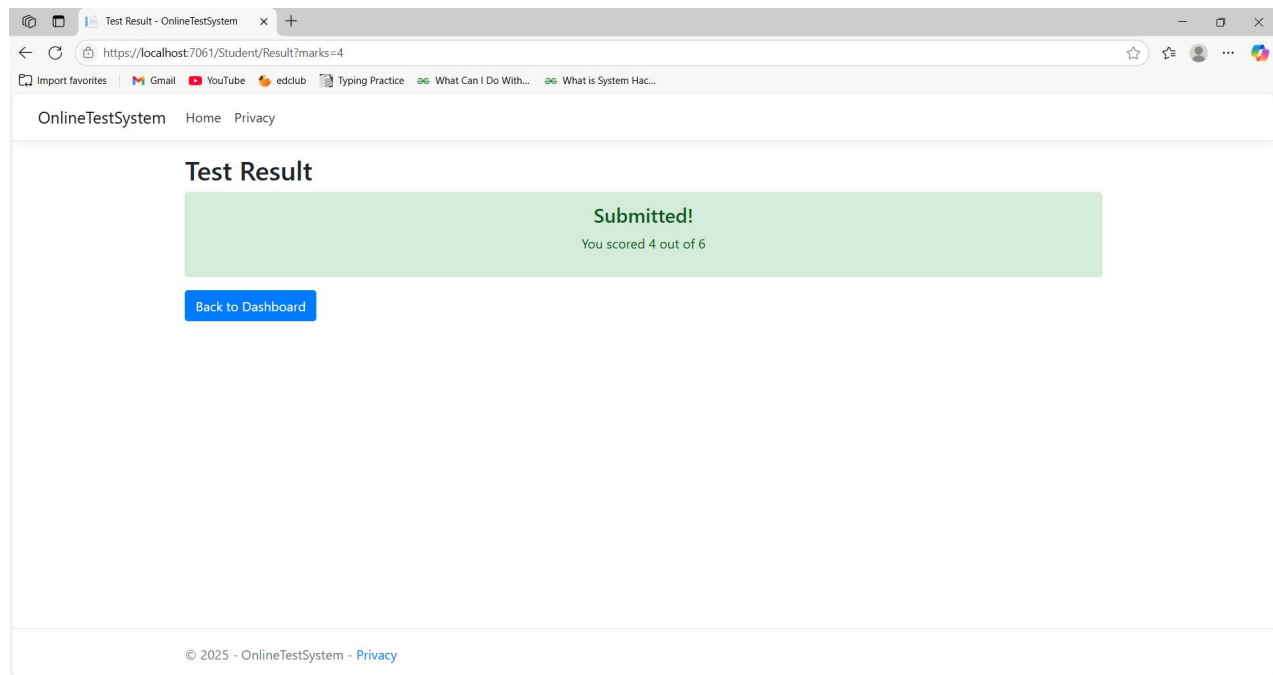 Test Result - OnlineTestSystem
https://localhost:7061/Student/Result?marks=4
Import favorites Gmail YouTube edclub Typing Practice What Can I Do With... What is System Hac...
OnlineTestSystem Home Privacy
Test Result
Submitted!
You scored 4 out of 6
Back to Dashboard
© 2025 - OnlineTestSystem - Privacy